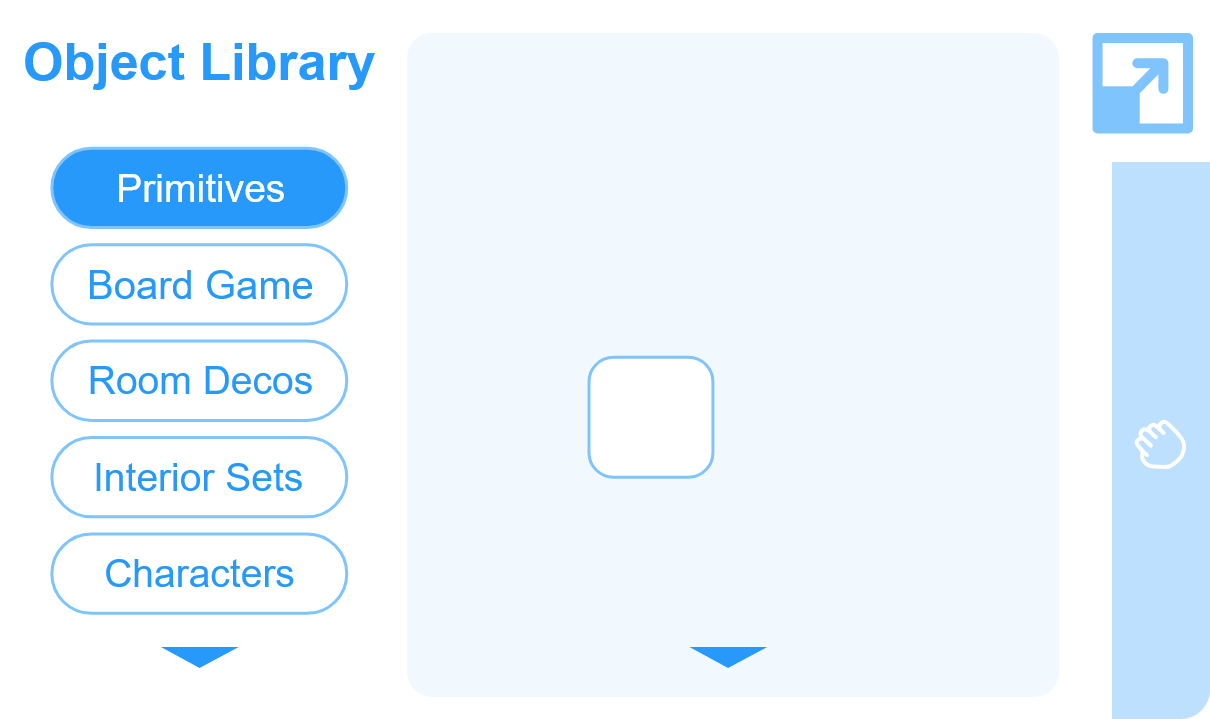 Object Library
Primitives
Board Game
Room Decos
Interior Sets
Characters